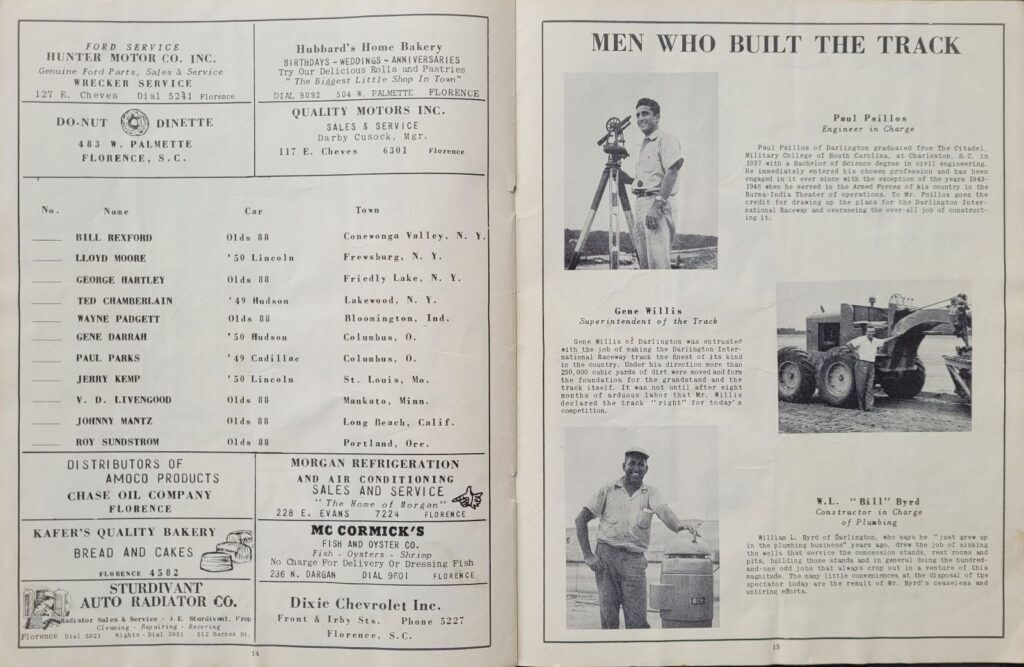 FORD SERVICE
HUNTER MOTOR CO. INC.
Genuine Ford Parts, Sales & Service
WRECKER SERVICE
127 E. Cheves Dial 5241 Florence
Hubbard's Home Bakery
BIRTHDAYS - WEDDINGS - ANNIVERSARIES
Try Our Delicious Rolls and Pastries
"The Biggest Little Shop In Town"
DIAL 9092 504 W. PALMETTE FLORENCE
DO-NUT DINETTE
483 W. PALMETTE
FLORENCE, S.C.
QUALITY MOTORS INC.
SALES & SERVICE
Darby Cusock, Mgr.
117 E. Cheves 6301 Florence
No. Name Car Town
BILL REXFORD Olds 88 Conewonga Valley, N. Y.
LLOYD MOORE '50 Lincoln Frewsburg, N. Y.
GEORGE HARTLEY Olds 88 Friedly Lake, N. Y.
TED CHAMBERLAIN '49 Hudson Lakewood, N. Y.
WAYNE PADGETT Olds 88 Bloomington, Ind.
GENE DARRAH '50 Hudson Columbus, O.
PAUL PARKS '49 Cadillac Columbus, O.
JERRY KEMP '50 Lincoln St. Louis, Mo.
V. D. LIVENGOOD Olds 88 Mankato, Minn.
JOHNNY MANTZ Olds 88 Long Beach, Calif.
ROY SUNDSTROM Olds 88 Portland, Ore.
DISTRIBUTORS OF
AMOCO PRODUCTS
CHASE OIL COMPANY
FLORENCE
MORGAN REFRIGERATION
AND AIR CONDITIONING
SALES AND SERVICE
"The Home of Morgan"
228 E. EVANS 7224 FLORENCE
KAFER'S QUALITY BAKERY
BREAD AND CAKES
FLORENCE 4582
MC CORMICK'S
FISH AND OYSTER CO.
Fish - Oysters - Shrimp
No Charge For Delivery Or Dressing Fish
236 N. DARGAN DIAL 9601 FLORENCE
STURDIVANT
AUTO RADIATOR CO.
Radiator Sales & Service - J.E. Sturdivant, Prop
Cleaning - Repairing - Recoring
Florence Dial 5921 Nights - Dial 3951 512 Barnes St.
Dixie Chevrolet Inc.
Front & Irby Sts. Phone 5227
Florence, S.C.
14
MEN WHO BUILT THE TRACK
Paul Psillos
Engineer in Charge
Paul Psillos of Darlington graduated from The Citadel,
Military College of South Carolina, at Charleston, S.C. in
1937 with a Bachelor of Science degree in civil engineering.
He immediately entered his chosen profession and has been
engaged in it ever since with the exception of the years 1943-
1946 when he served in the Armed Forces of his country in the
Burma-India Theater of operations. To Mr. Psillos goes the
credit for drawing up the plans for the Darlington Inter-
national Raceway and overseeing the over-all job of construct-
ing it.
Gene Willis
Superintendent of the Track
Gene Willis of Darlington was entrusted
with the job of making the Darlington Inter-
national Raceway track the finest of its kind
in the country. Under his direction more than
250,000 cubic yards of dirt were moved and form
the foundation for the grandstand and the
track itself. It was not until after eight
months of arduous labor that Mr. Willis
declared the track "right" for today's
competition.
W.L. "Bill" Byrd
Constructor in Charge
of Plumbing
William L. Byrd of Darlington, who says he "just grew up
in the plumbing business" years ago, drew the job of sinking
the wells that service the concession stands, rest rooms and
pits, building those stands and in general doing the hundred-
and-one odd jobs that always crop out in a venture of this
magnitude. The many little conveniences at the disposal of the
spectator today are the result of Mr. Byrd's ceaseless and
untiring efforts.
15